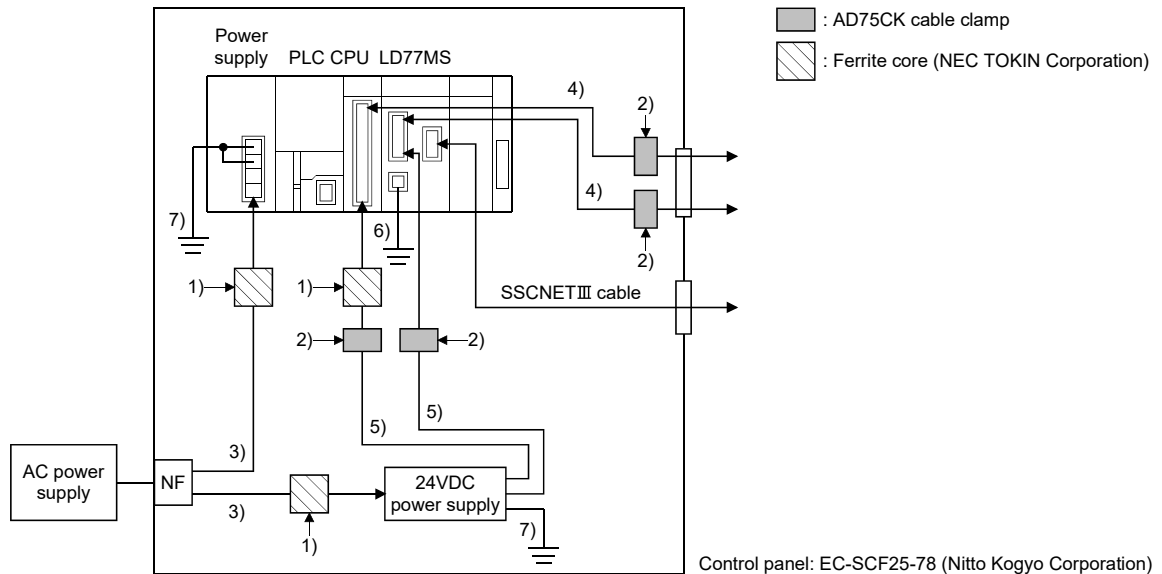 : AD75CK cable clamp
: Ferrite core (NEC TOKIN Corporation)
Power
supply
PLC CPU
LD77MS
4)
2)
4)
2)
7)
6)
1)
1)
SSCNETⅢ cable
2)
2)
5)
5)
3)
AC power
supply
NF
24VDC
power supply
3)
7)
1)
Control panel: EC-SCF25-78 (Nitto Kogyo Corporation)